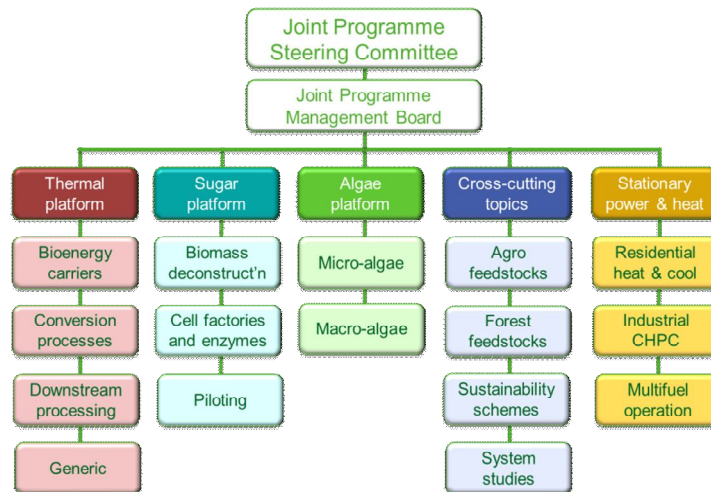 Joint Programme
Steering Committee
Joint Programme
Management Board
Thermal
platform
Sugar
platform
Algae
platform
Cross-cutting
topics
Stationary
power & heat
Bioenergy
carriers
Biomass
deconstruct'n
Micro-algae
Agro
feedstocks
Residential
heat & cool
Conversion
processes
Cell factories
and enzymes
Macro-algae
Forest
feedstocks
Industrial
CHPC
Downstream
processing
Piloting
Sustainability
schemes
Multifuel
operation
Generic
System
studies